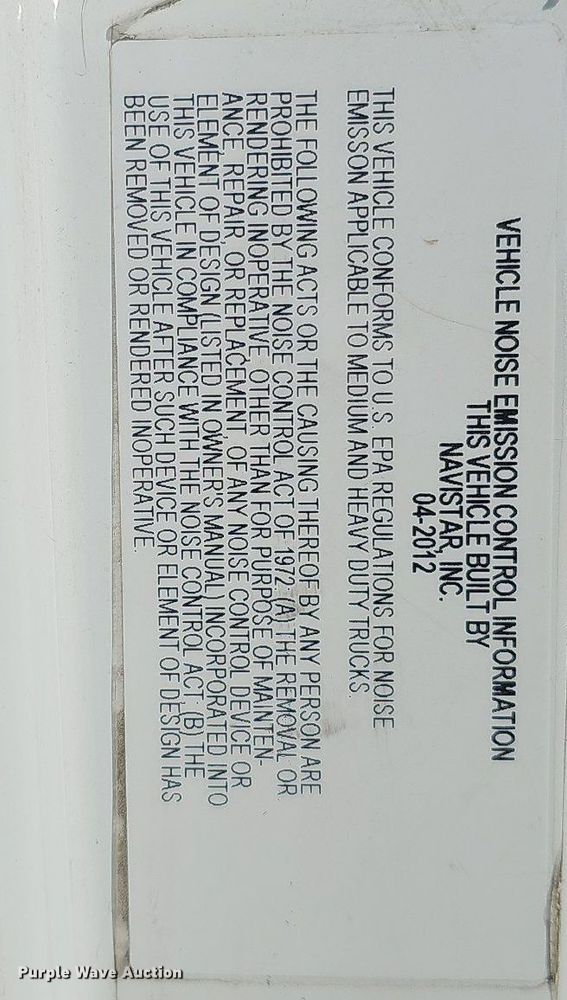 VEHICLE NOISE EMISSION CONTROL INFORMATION
THIS VEHICLE BUILT BY
NAVISTAR, INC.
04-2012
THIS VEHICLE CONFORMS TO U.S. EPA REGULATIONS FOR NOISE
EMISSON APPLICABLE TO MEDIUM AND HEAVY DUTY TRUCKS
THE FOLLOWING ACTS OR THE CAUSING THEREOF BY ANY PERSON ARE
PROHIBITED BY THE NOISE CONTROL ACT OF 1972: (A) THE REMOVAL OR
RENDERING INOPERATIVE, OTHER THAN FOR PURPOSE OF MAINTEN-
ANCE, REPAIR, OR REPLACEMENT, OF ANY NOISE CONTROL DEVICE OR
ELEMENT OF DESIGN (LISTED IN OWNER'S MANUAL) INCORPORATED INTO
THIS VEHICLE IN COMPLIANCE WITH THE NOISE CONTROL ACT; (B) THE
USE OF THIS VEHICLE AFTER SUCH DEVICE OR ELEMENT OF DESIGN HAS
BEEN REMOVED OR RENDERED INOPERATIVE.
Purple Wave Auction